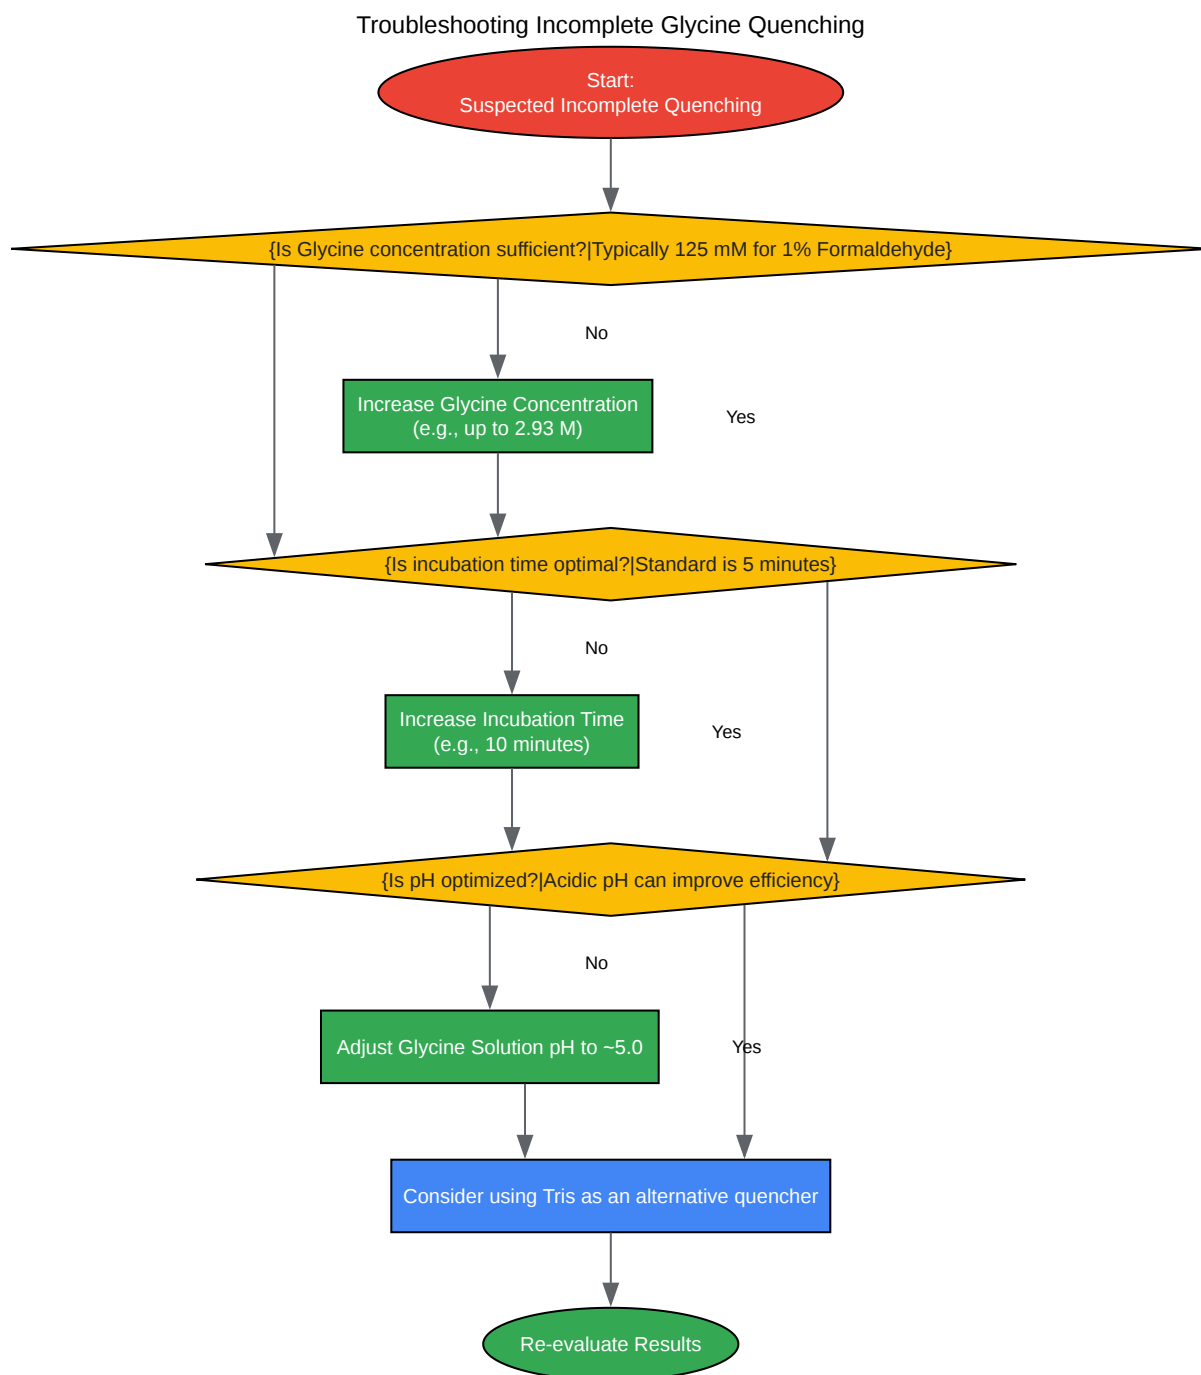 Troubleshooting Incomplete Glycine Quenching
Start:
Suspected Incomplete Quenching
{Is Glycine concentration sufficient?|Typically 125 mM for 1% Formaldehyde}
No
Increase Glycine Concentration
(e.g., up to 2.93 M)
Yes
{Is incubation time optimal?|Standard is 5 minutes}
No
Increase Incubation Time
(e.g., 10 minutes)
Yes
{Is pH optimized?|Acidic pH can improve efficiency}
No
Adjust Glycine Solution pH to ~5.0
Yes
Consider using Tris as an alternative quencher
Re-evaluate Results